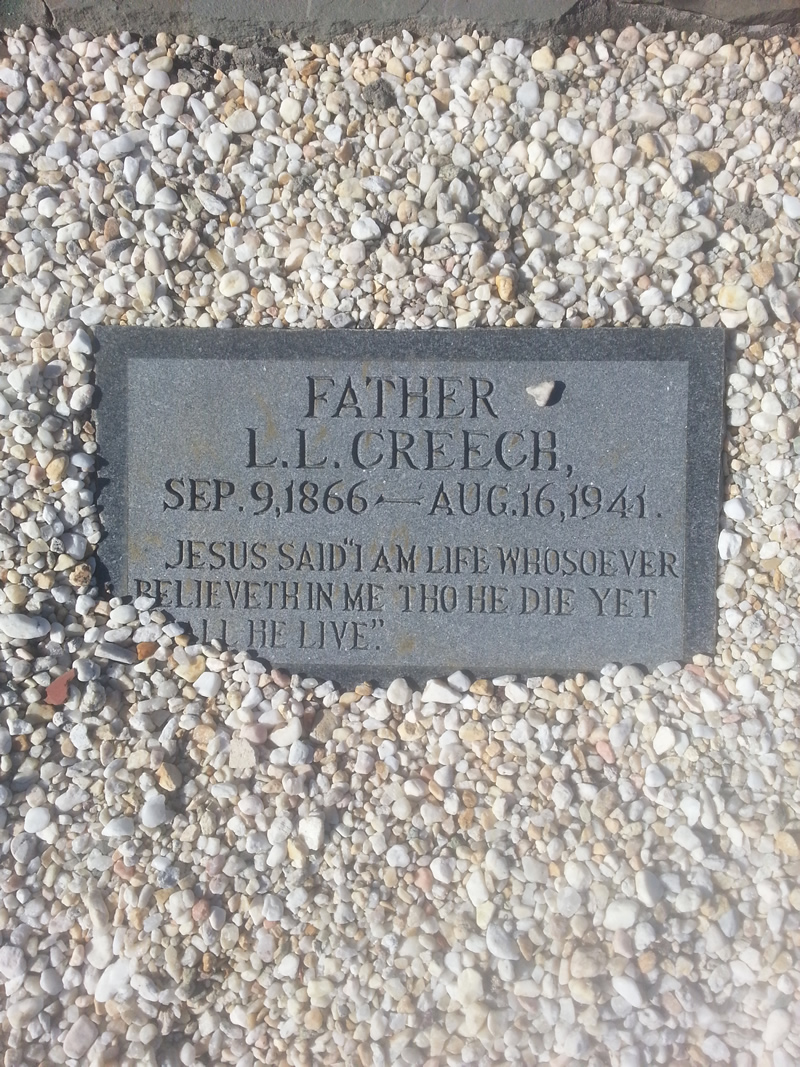 FATHER
L.L. CREECH,
SEP. 9, 1866 — AUG. 16, 1941.
JESUS SAID "I AM LIFE WHOSOEVER
BELIEVETH IN ME THO HE DIE YET
ALL HE LIVE."